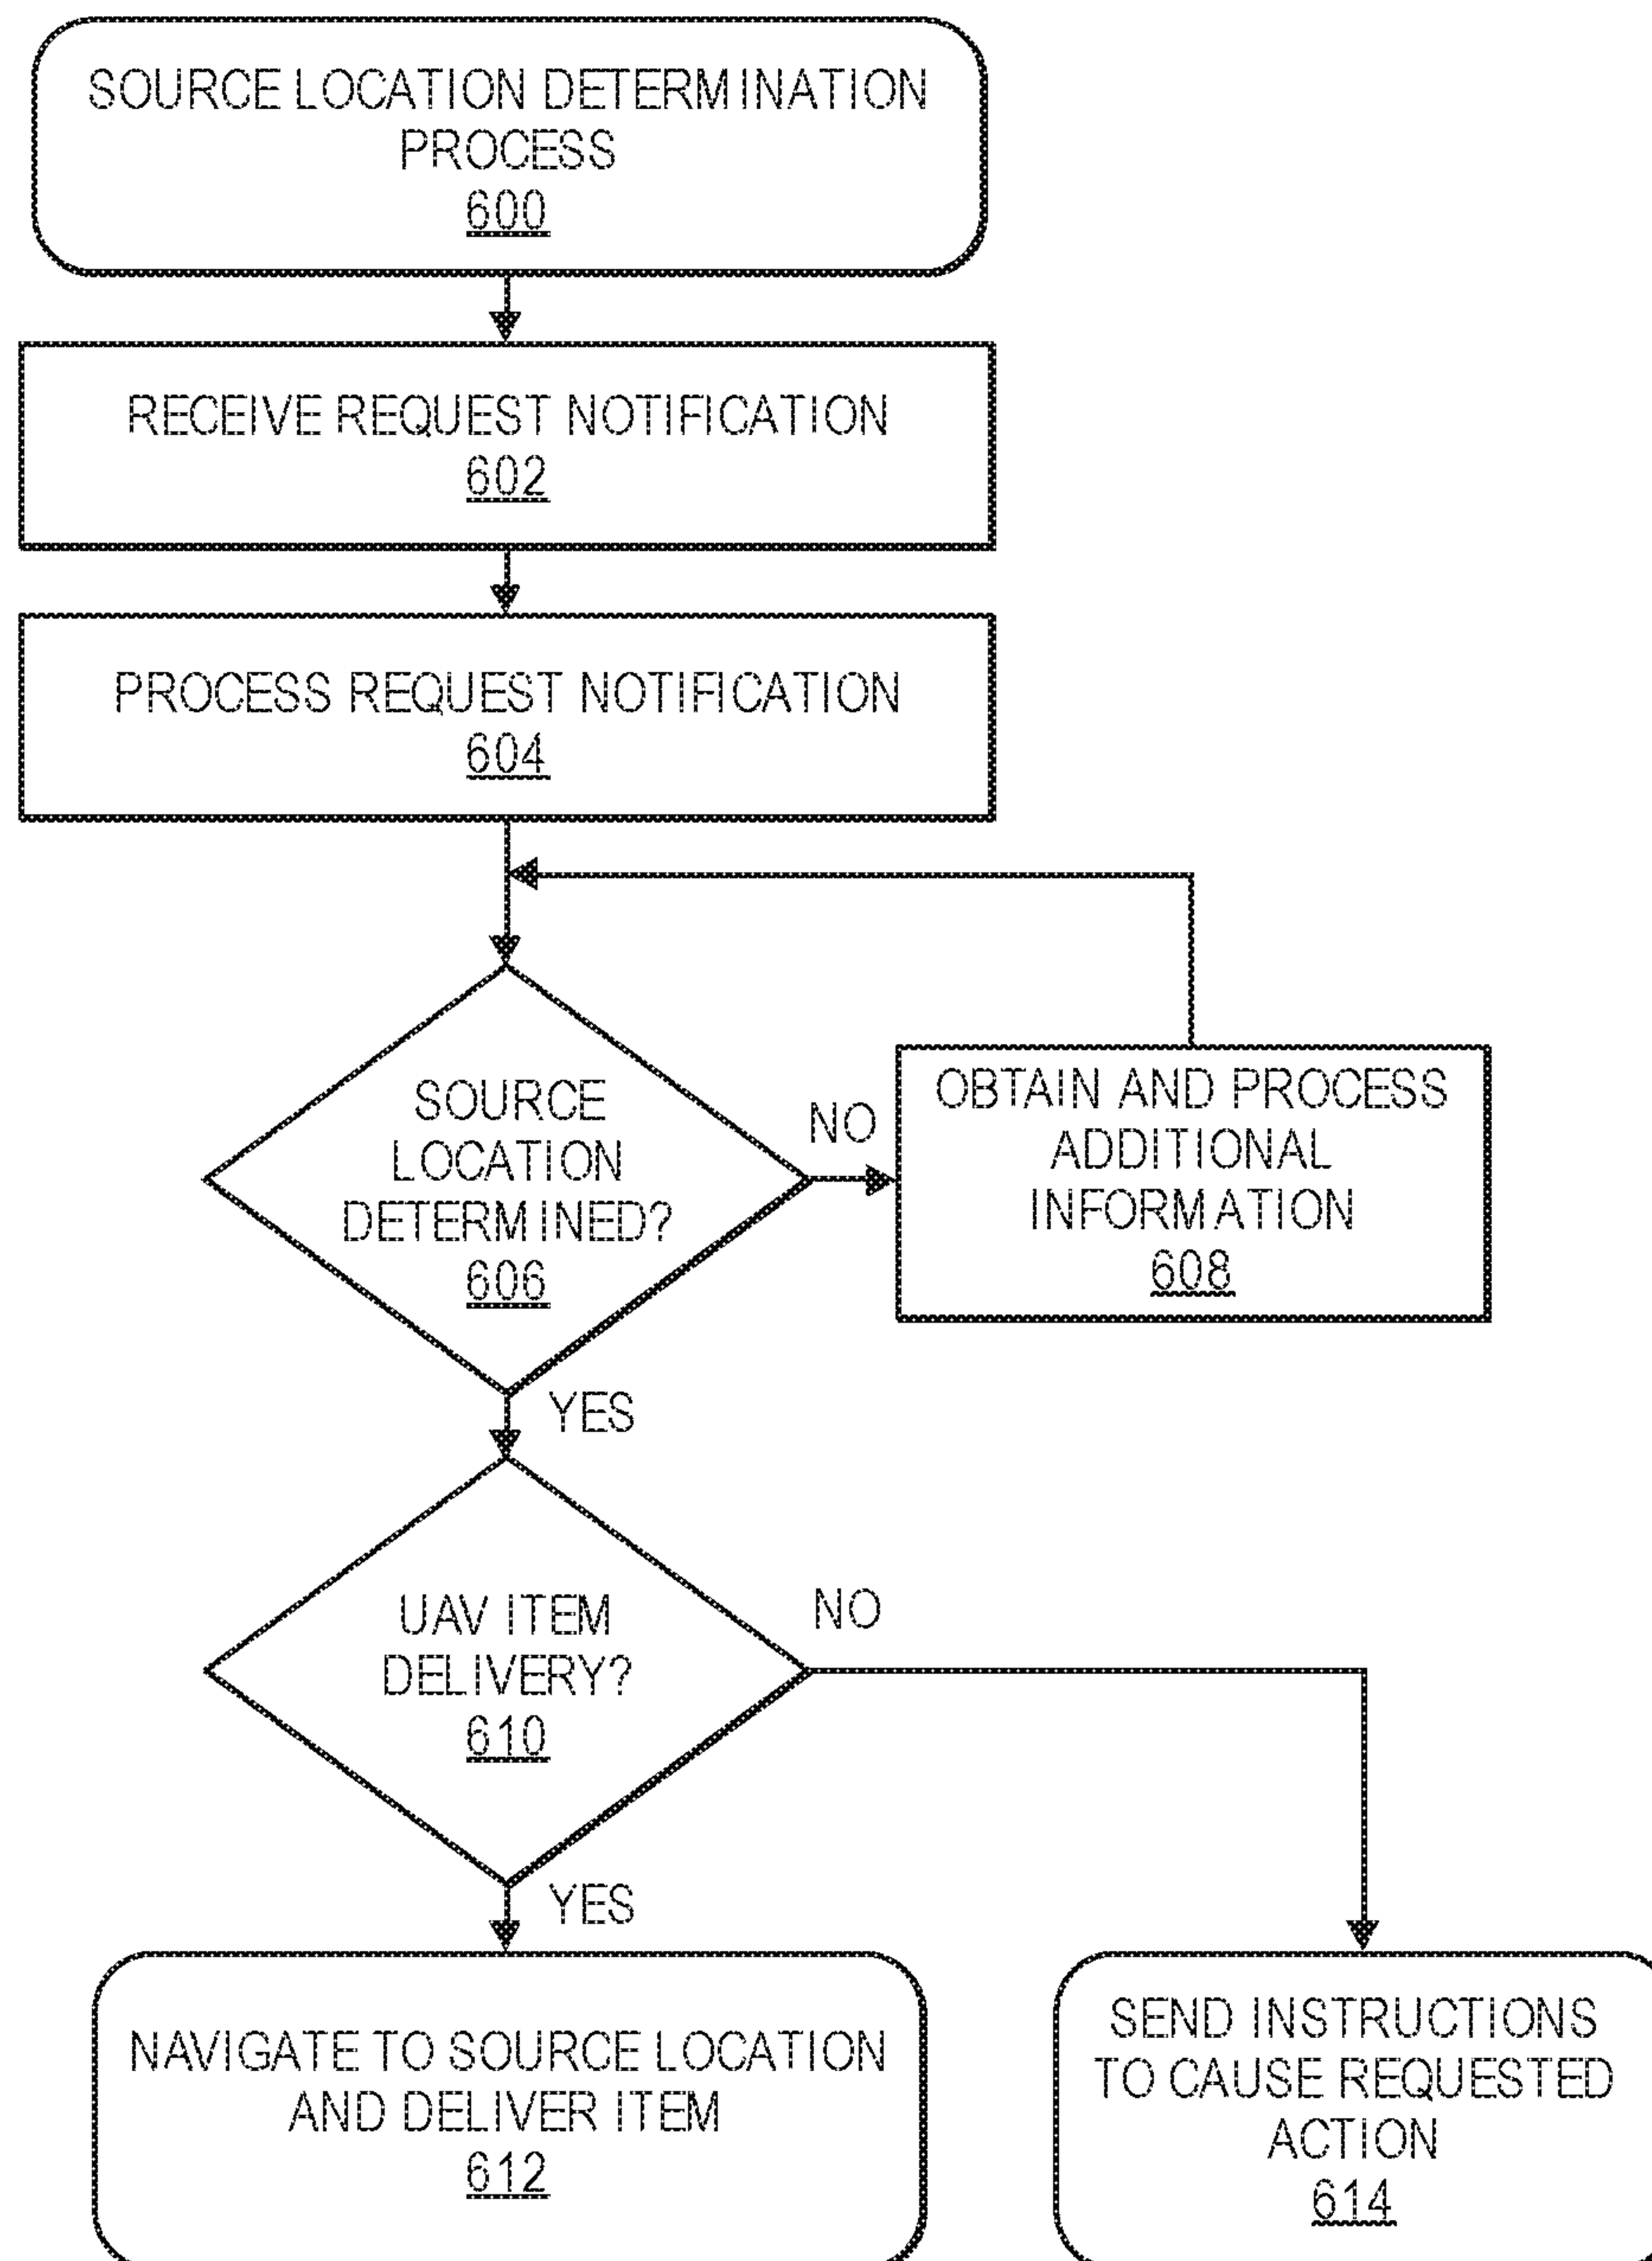 SOURCE LOCATION DETERMINATION
PROCESS
600
RECEIVE REQUEST NOTIFICATION
602
PROCESS REQUEST NOTIFICATION
604
SOURCE
LOCATION
DETERMINED?
606
NO
OBTAIN AND PROCESS
ADDITIONAL
INFORMATION
608
YES
UAV ITEM
DELIVERY?
610
NO
YES
NAVIGATE TO SOURCE LOCATION
AND DELIVER ITEM
612
SEND INSTRUCTIONS
TO CAUSE REQUESTED
ACTION
614